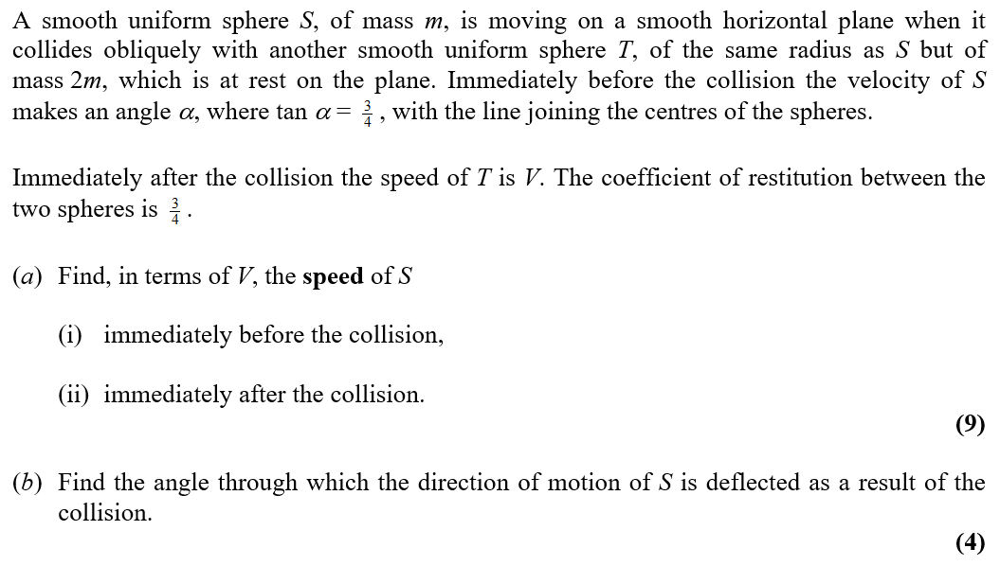 A smooth uniform sphere S, of mass m, is moving on a smooth horizontal plane when it
collides obliquely with another smooth uniform sphere T, of the same radius as S but of
mass 2m, which is at rest on the plane. Immediately before the collision the velocity of S
makes an angle α, where tan α = 3/4, with the line joining the centres of the spheres.
Immediately after the collision the speed of T is V. The coefficient of restitution between the
two spheres is 3/4.
(a) Find, in terms of V, the speed of S
(i) immediately before the collision,
(ii) immediately after the collision.
(9)
(b) Find the angle through which the direction of motion of S is deflected as a result of the
collision.
(4)